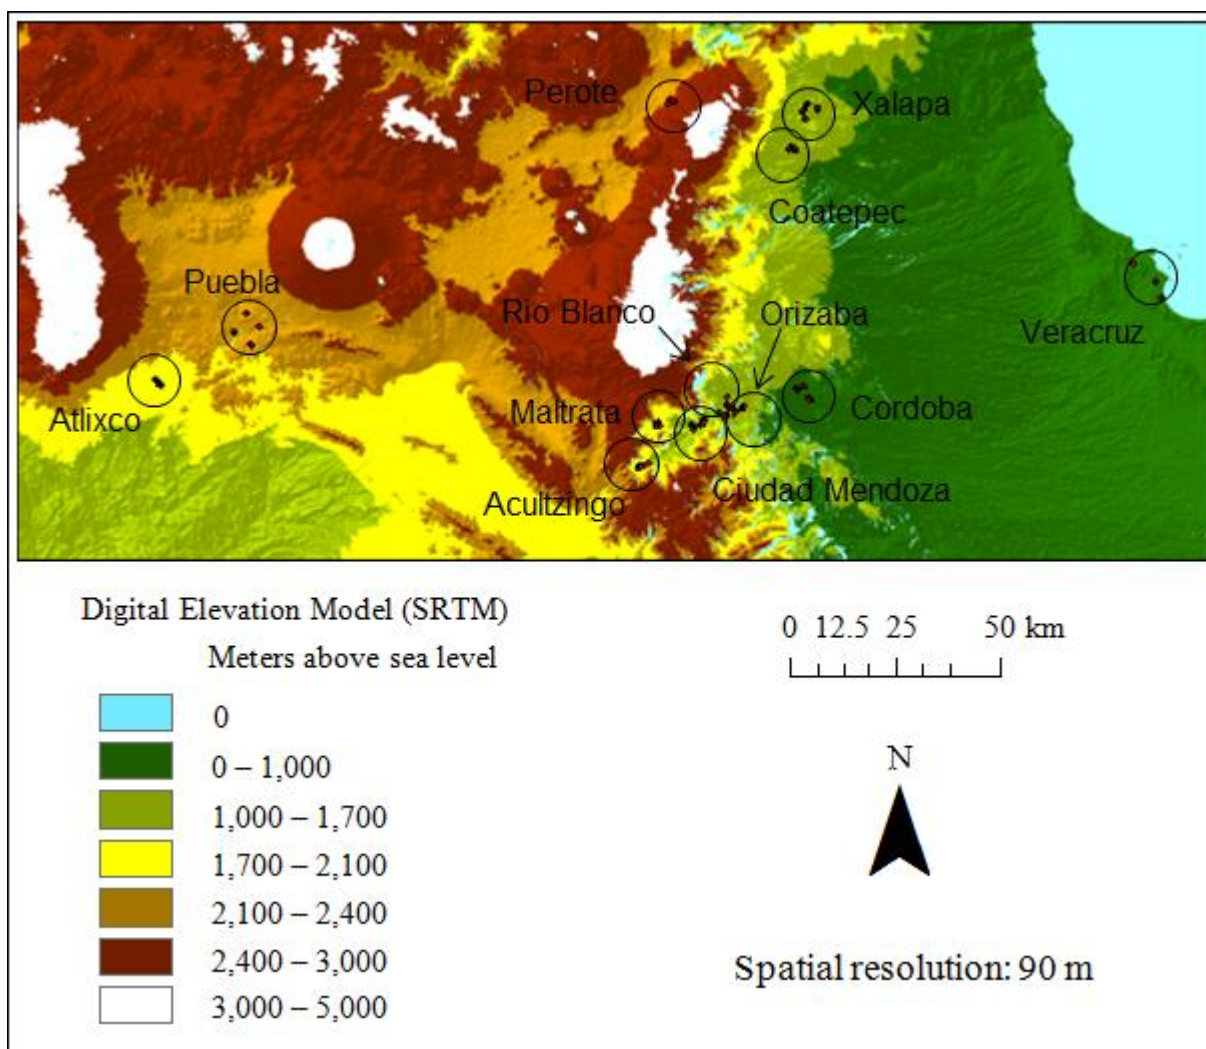 Perote
Xalapa
Coatepec
Puebla
Rio Blanco
Orizaba
Veracruz
Atlixco
Maltrata
Cordoba
Acultzingo
Ciudad Mendoza
Digital Elevation Model (SRTM)
Meters above sea level
0
0 – 1,000
1,000 – 1,700
1,700 – 2,100
2,100 – 2,400
2,400 – 3,000
3,000 – 5,000
0 12.5 25 50 km
N
Spatial resolution: 90 m